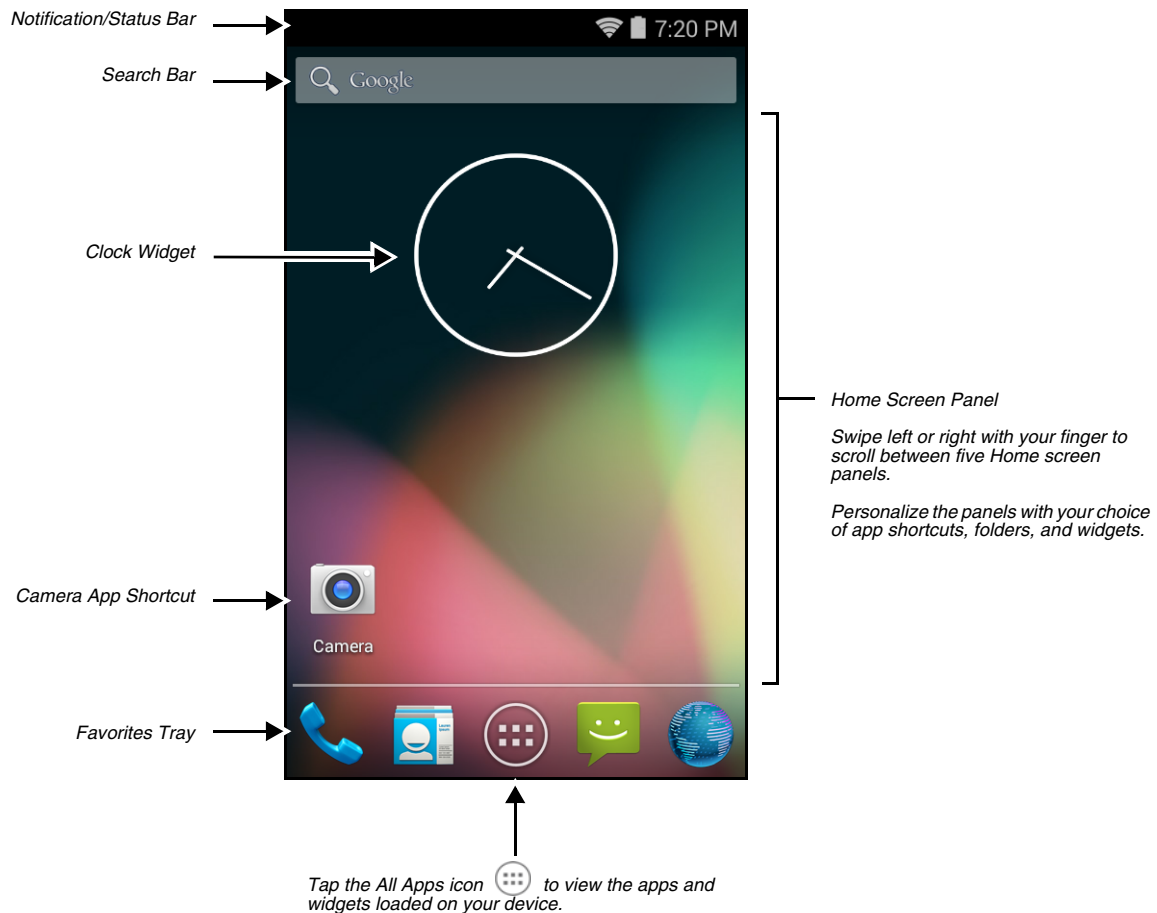 Notification/Status Bar
7:20 PM
Search Bar
Google
Clock Widget
Home Screen Panel
Swipe left or right with your finger to
scroll between five Home screen
panels.
Personalize the panels with your choice
of app shortcuts, folders, and widgets.
Camera App Shortcut
Camera
Favorites Tray
Tap the All Apps icon to view the apps and
widgets loaded on your device.